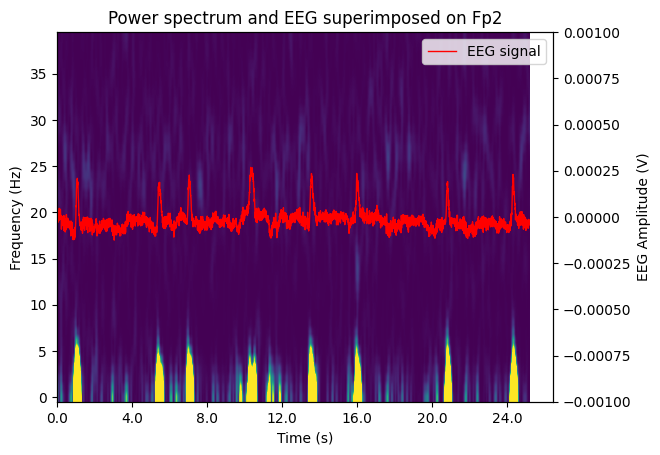 Power spectrum and EEG superimposed on Fp2
EEG signal
Frequency (Hz)
35
30
25
20
15
10
5
0
0.00100
0.00075
0.00050
0.00025
0.00000
−0.00025
−0.00050
−0.00075
−0.00100
EEG Amplitude (V)
0.0 4.0 8.0 12.0 16.0 20.0 24.0
Time (s)